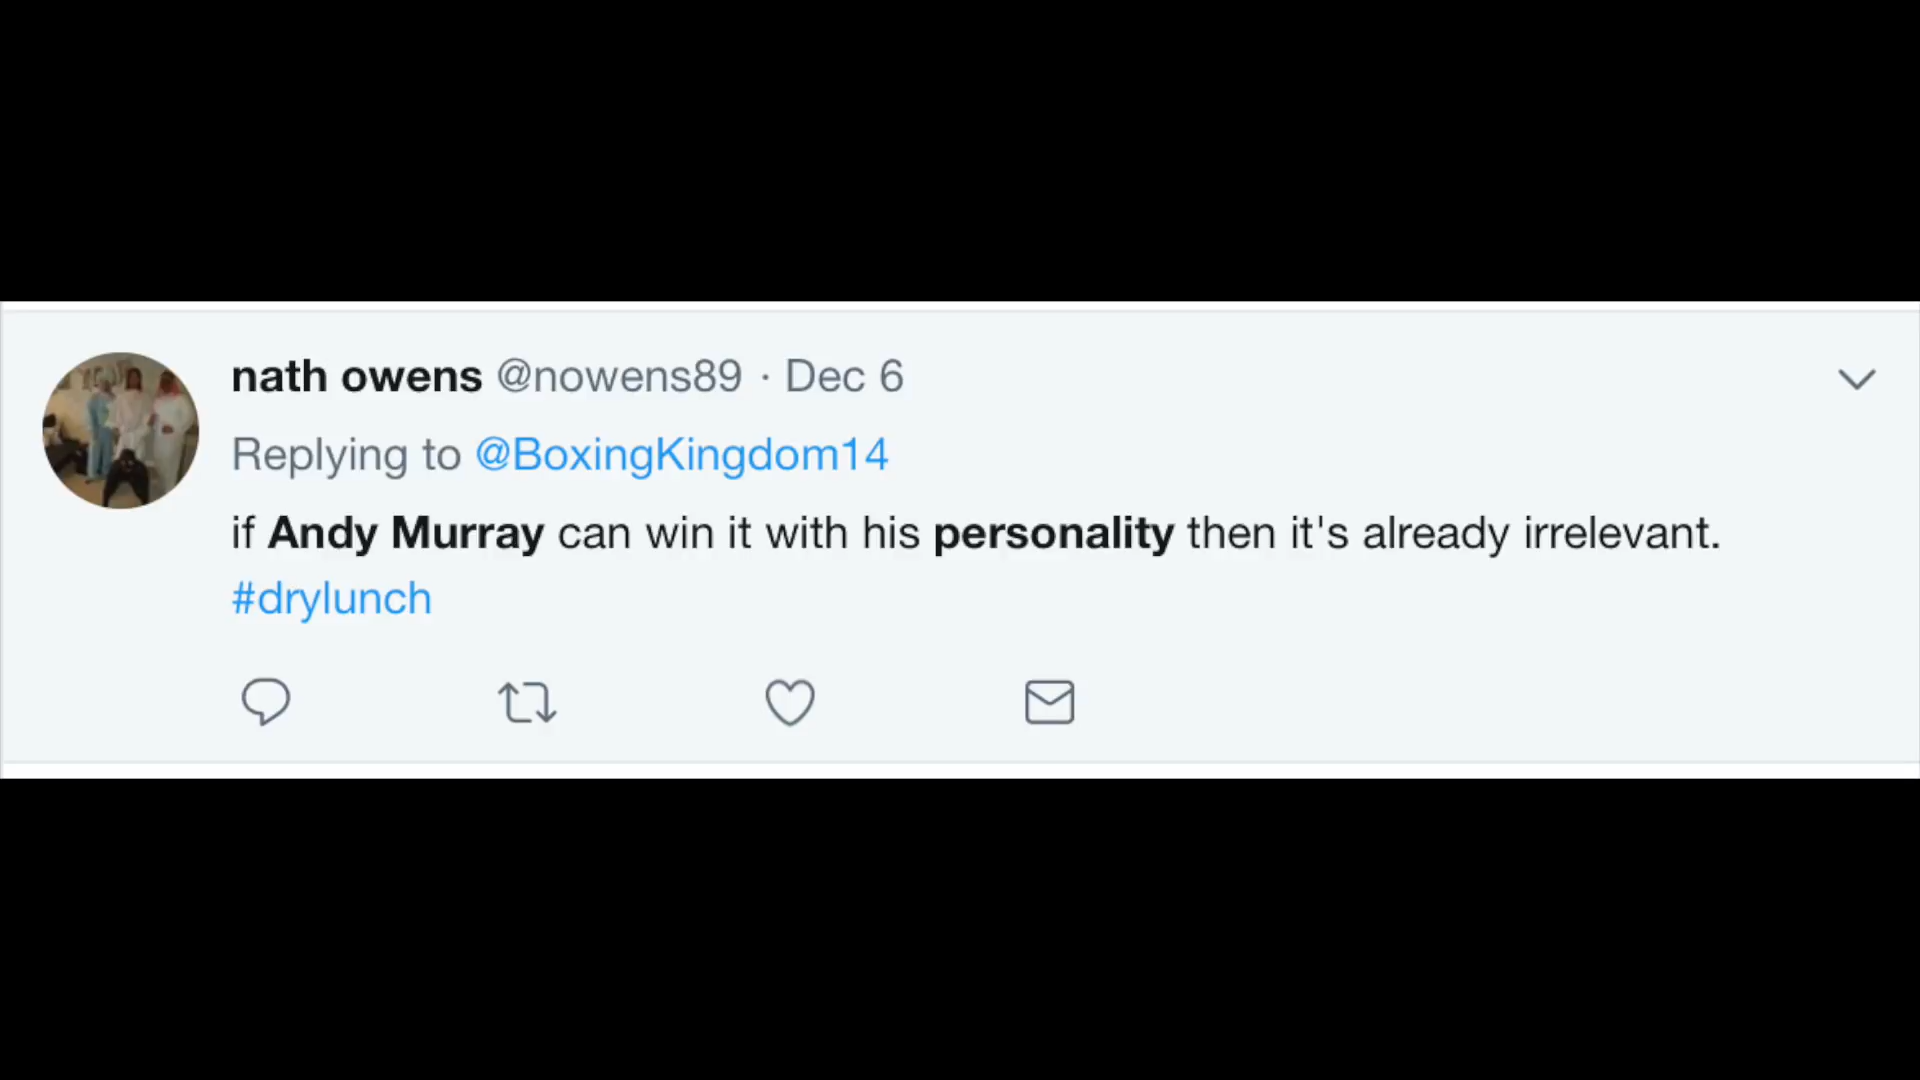 nath owens @nowens89 · Dec 6
Replying to @BoxingKingdom14
if Andy Murray can win it with his personality then it's already irrelevant.
#drylunch